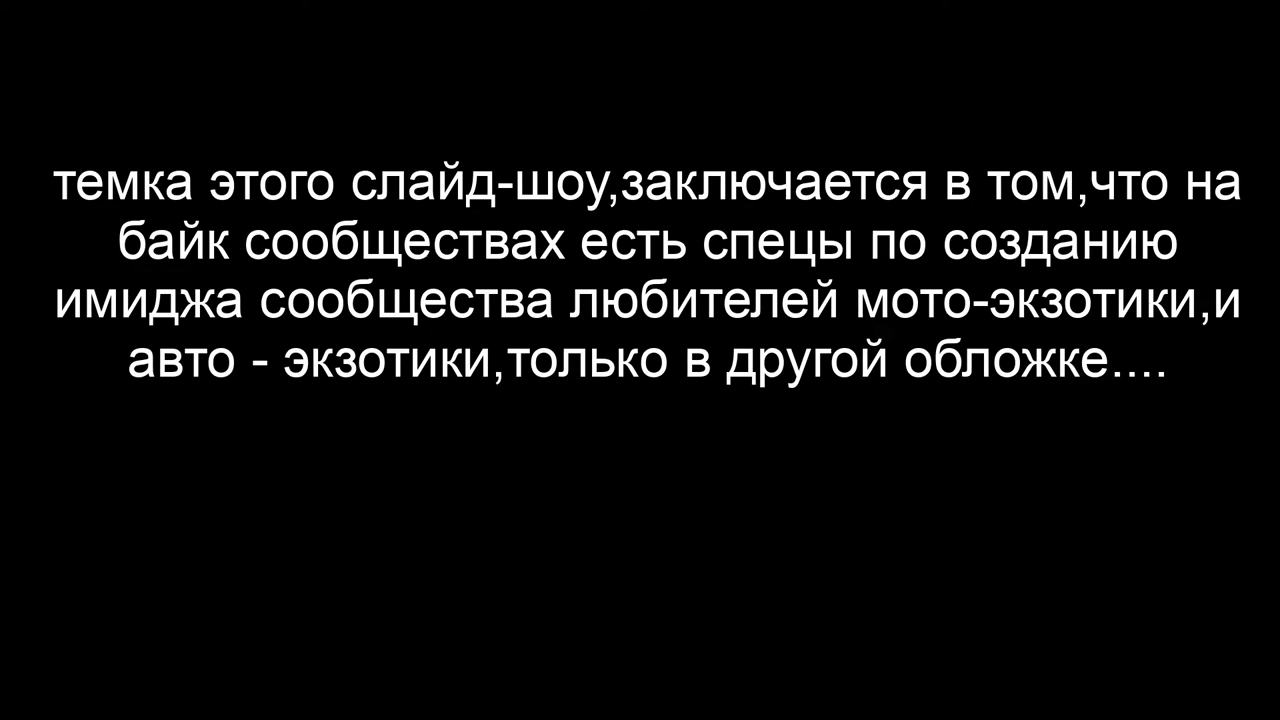 темка этого слайд-шоу,заключается в том,что на
байк сообществах есть спецы по созданию
имиджа сообщества любителей мото-экзотики,и
авто - экзотики,только в другой обложке....